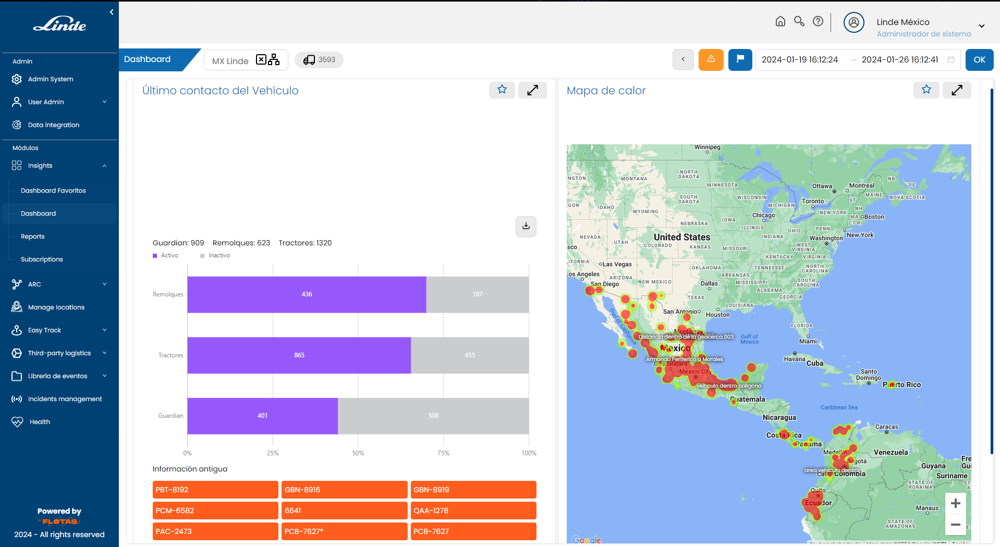 Linde
Admin
Admin System
User Admin
Data integration
Módulos
Insights
Dashboard Favoritos
Dashboard
Reports
Subscriptions
ARC
Manage locations
Easy Track
Third-party logistics
Librería de eventos
Incidents management
Health
Powered by
FLOTAS
2024 - All rights reserved
Linde México
Administrador de sistema
Dashboard
MX Linde
3593
2024-01-19 16:12:24
2024-01-26 16:12:41
OK
Último contacto del Vehículo
Guardian: 909 Remolques: 623 Tractores: 1320
Activo Inactivo
Remolques 436 187
Tractores 865 455
Guardian 401 508
0% 25% 50% 75% 100%
Información antigua
PBT-8192 GBN-8916 GBN-8919
PCM-6582 6641 QAA-1278
PAC-2473 PCB-7627* PCB-7627
Mapa de calor
Winnipeg
NORTH
DAKOTA
MONTANA
MINNESOTA
Ottawa
Montreal
NB
PE
SOUTH
DAKOTA
WISCONSIN
MICHIGAN
Toronto
VT
MAINE
NOVA SCOTIA
IDAHO
WYOMING
Chicago
NEW YORK
NH
MA
Boston
CT RI
NEBRASKA
IOWA
ILLINOIS
OHIO
PENN
New York
NEVADA
UTAH
United States
COLORADO
KANSAS
INDIANA
MISSOURI
WEST
VIRGINIA
Washington
KENTUCKY
VIRGINIA
Las Vegas
OKLAHOMA
TENNESSEE
NORTH
CAROLINA
Los Angeles
ARIZONA
NEW MEXICO
ARKANSAS
MISSISSIPPI
SOUTH
CAROLINA
San Diego
Dallas
ALABAMA
GEORGIA
TEXAS
LOUISIANA
San Antonio
Houston
Gulf of California
FLORIDA
Monterrey
Distancia dentro de la geocerca 003
Gulf of
Mexico
Miami
Mexico
Armando Periferico a Morales
Guadalajara
Havana
Cuba
Mexico City
Santo
Domingo
Puerto Rico
veihculo dentro poligono
Guatemala
Caribbean Sea
Nicaragua
Costa Rica
Caracas
Panama
Medellin
Venezuela
Bogotá
Guyana
area vehiculo dentro
Cali
Colombia
Suriname
STATE OF
RORAIMA
Quito
Ecuador
Manaus
STATE OF
AMAZONAS
Google